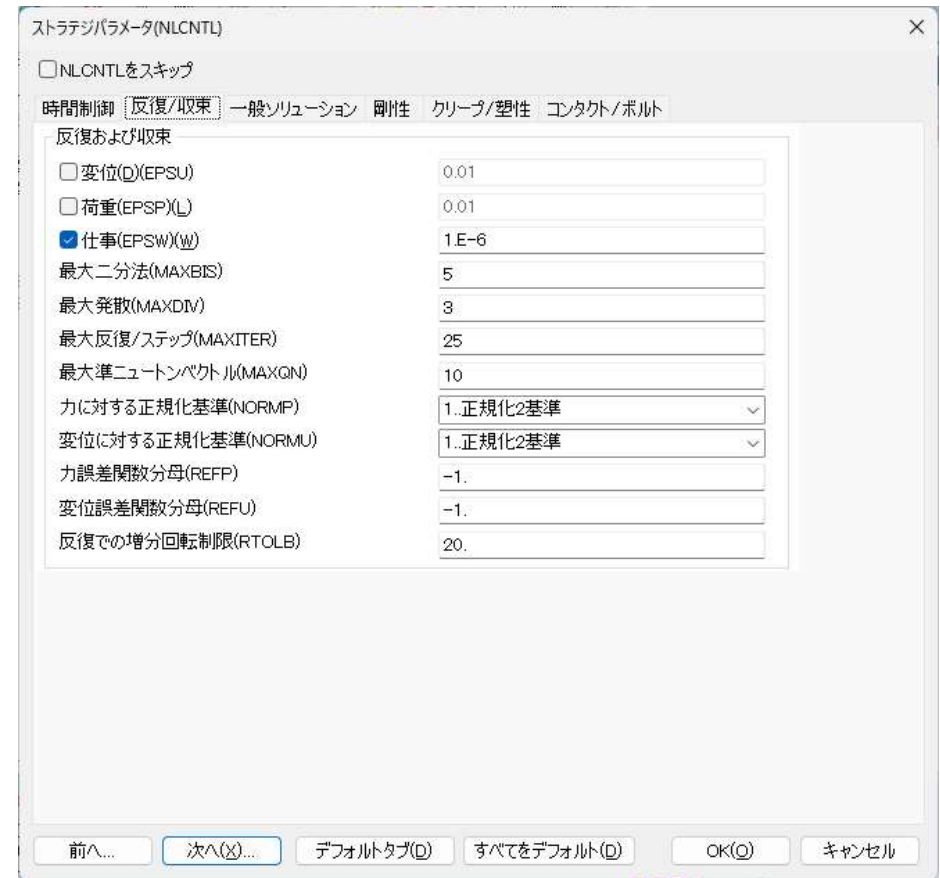 ストラテジパラメータ(NLCNTL)
NLCNTLをスキップ
時間制御 反復/収束 一般ソリューション 剛性 クリープ/塑性 コンタクト/ボルト
反復および収束
変位(D)(EPSU) 0.01
荷重(EPSP)(L) 0.01
仕事(EPSW)(W) 1.E-6
最大二分法(MAXBIS) 5
最大発散(MAXDIV) 3
最大反復/ステップ(MAXITER) 25
最大準ニュートンベクトル(MAXQN) 10
力に対する正規化基準(NORMP) 1..正規化2基準
変位に対する正規化基準(NORMU) 1..正規化2基準
力誤差関数分母(REFP) -1.
変位誤差関数分母(REFU) -1.
反復での増分回転制限(RTOLB) 20.
前へ... 次へ(X)... デフォルトタブ(D) すべてをデフォルト(D) OK(O) キャンセル